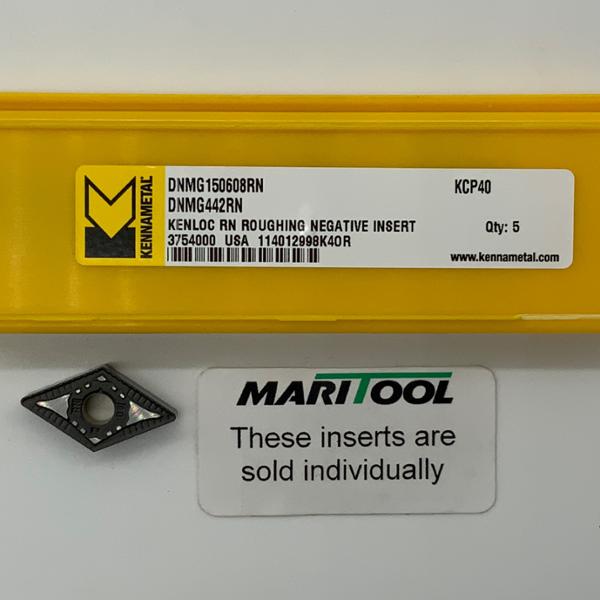 KENNAMETAL
DNMG150608RN
KCP40
DNMG442RN
KENLOC RN ROUGHING NEGATIVE INSERT
Qty: 5
3754000 USA 114012998K40R
www.kennametal.com
MARITOOL
These inserts are
sold individually